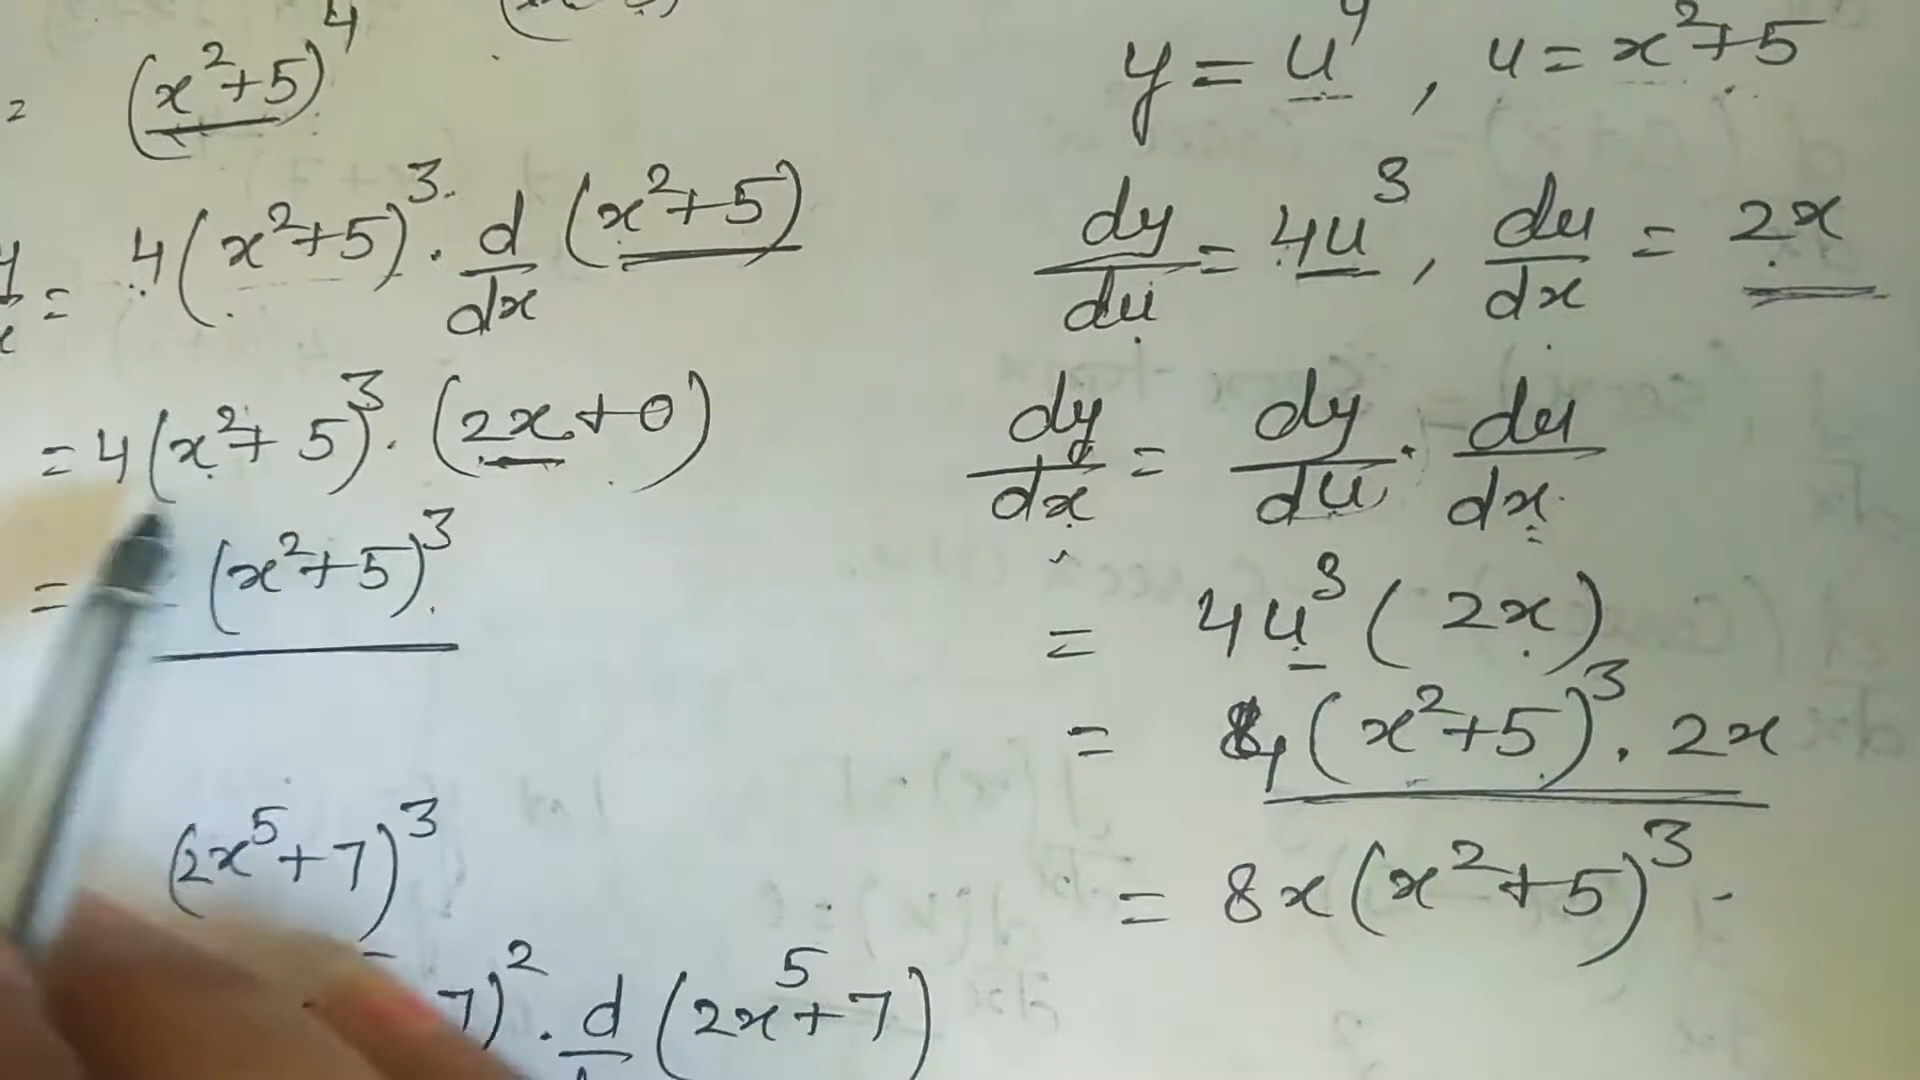 = (x²+5)⁴
= 4(x²+5)³ · d/dx (x²+5)
= 4(x²+5)³ · (2x+0)
= (x²+5)³
(2x⁵+7)³
7)² · d (2x⁵+7)
y = u⁴, u = x²+5
dy/du = 4u³, du/dx = 2x
dy/dx = dy/du · du/dx
= 4u³(2x)
= 4(x²+5)³ · 2x
= 8x(x²+5)³